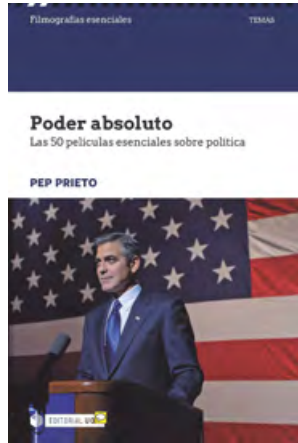 Filmografías esenciales
TEMAS
Poder absoluto
Las 50 películas esenciales sobre política
PEP PRIETO
EDITORIAL UOC